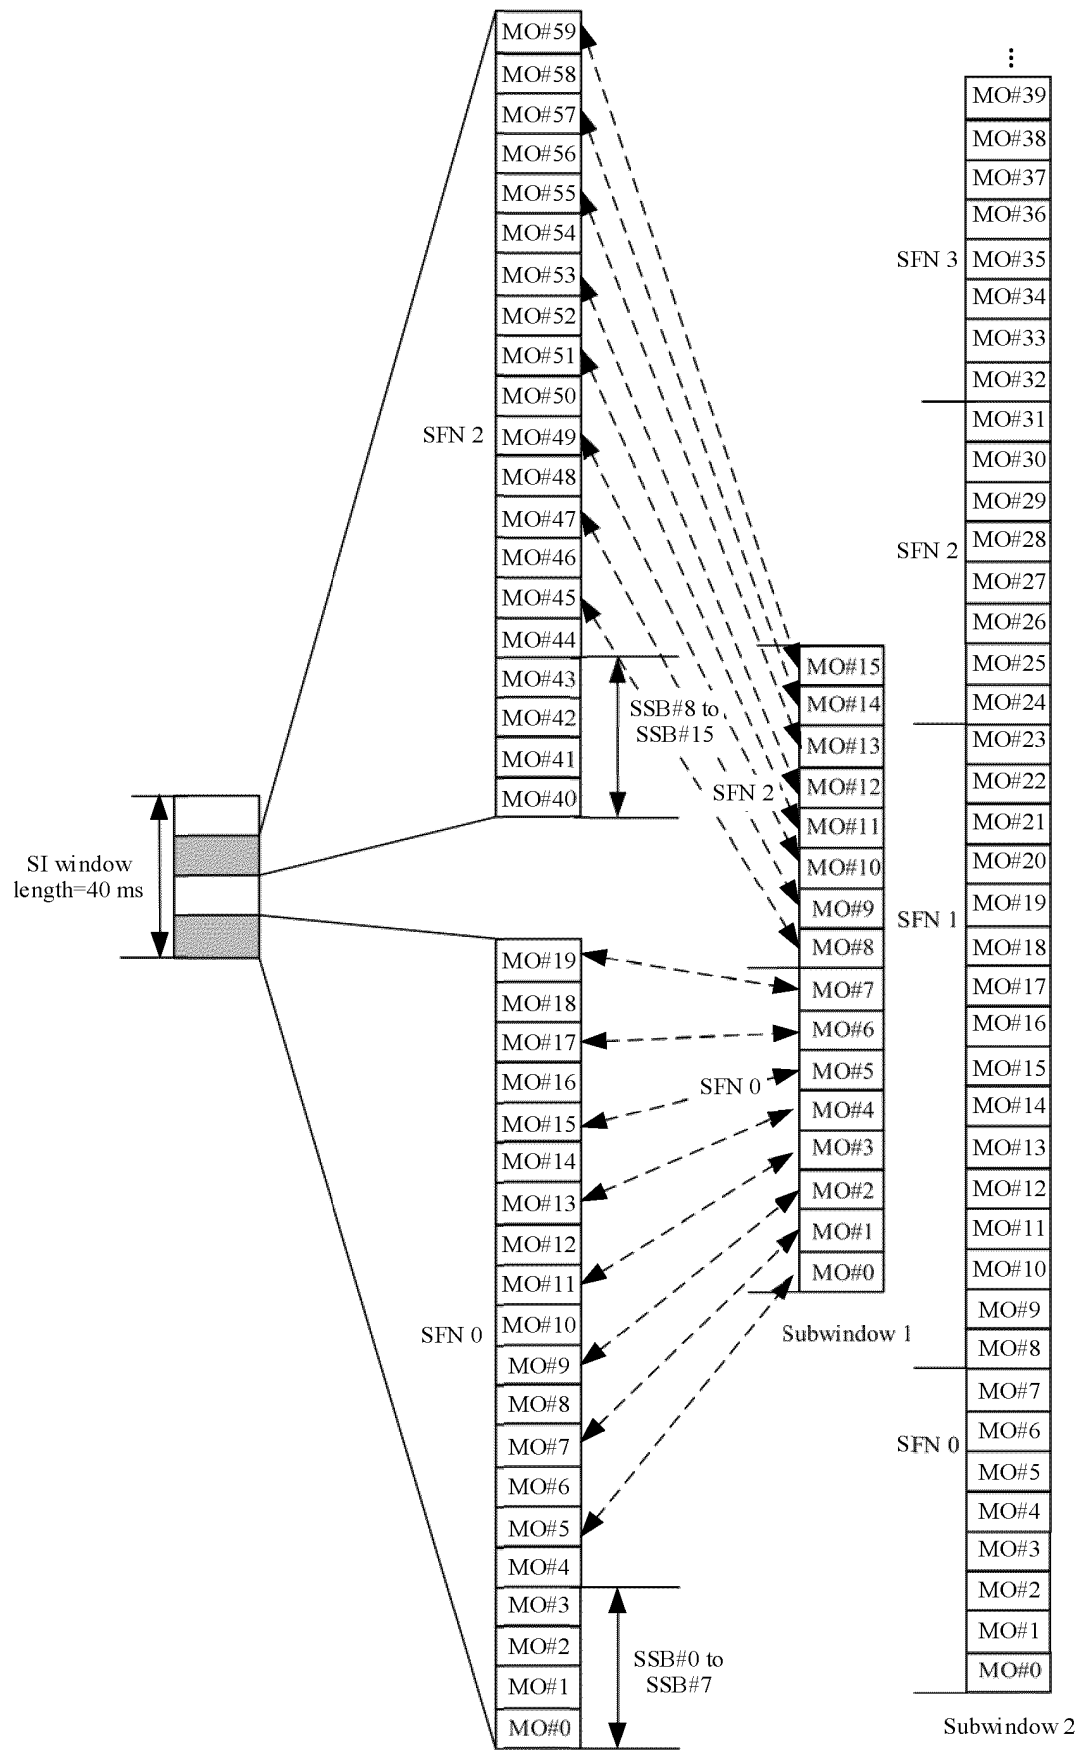 SI window
length=40 ms
MO#59
MO#58
MO#57
MO#56
MO#55
MO#54
MO#53
MO#52
MO#51
MO#50
MO#49
MO#48
MO#47
MO#46
MO#45
MO#44
MO#43
MO#42
MO#41
MO#40
SFN 2
SSB#8 to
SSB#15
MO#19
MO#18
MO#17
MO#16
MO#15
MO#14
MO#13
MO#12
MO#11
MO#10
MO#9
MO#8
MO#7
MO#6
MO#5
MO#4
MO#3
MO#2
MO#1
MO#0
SFN 0
SSB#0 to
SSB#7
SFN 2
SFN 0
MO#15
MO#14
MO#13
MO#12
MO#11
MO#10
MO#9
MO#8
MO#7
MO#6
MO#5
MO#4
MO#3
MO#2
MO#1
MO#0
Subwindow 1
⋮
MO#39
MO#38
MO#37
MO#36
MO#35
MO#34
MO#33
MO#32
MO#31
MO#30
MO#29
MO#28
MO#27
MO#26
MO#25
MO#24
MO#23
MO#22
MO#21
MO#20
MO#19
MO#18
MO#17
MO#16
MO#15
MO#14
MO#13
MO#12
MO#11
MO#10
MO#9
MO#8
MO#7
MO#6
MO#5
MO#4
MO#3
MO#2
MO#1
MO#0
SFN 3
SFN 2
SFN 1
SFN 0
Subwindow 2